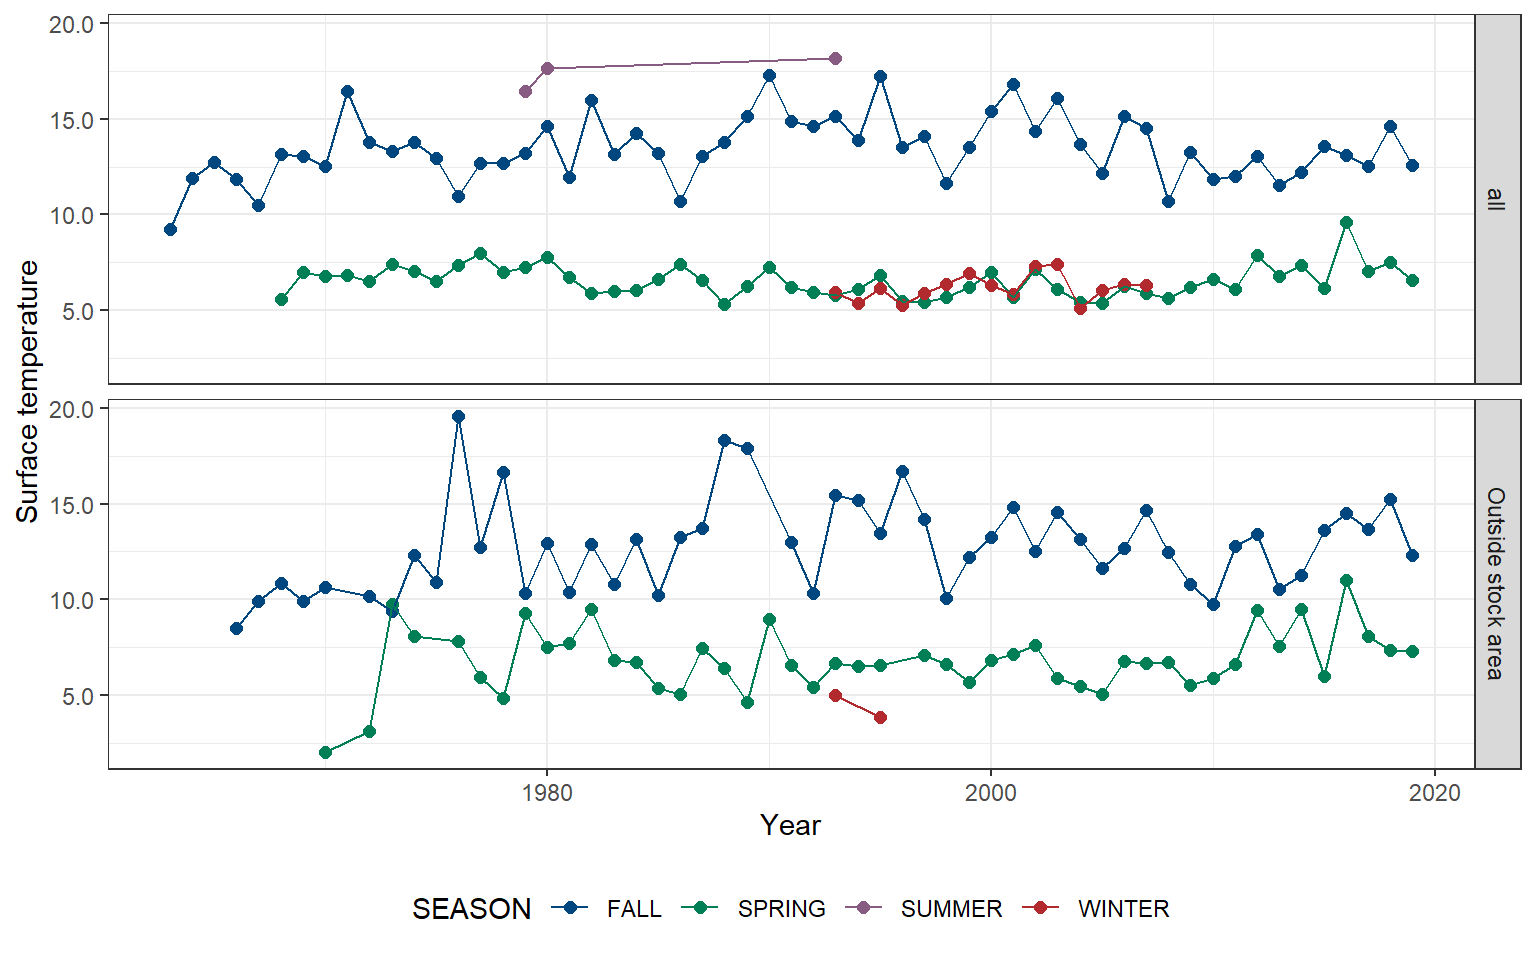 20.0
15.0
10.0
5.0
all
20.0
15.0
10.0
5.0
Outside stock area
Surface temperature
1980 2000 2020
Year
SEASON FALL SPRING SUMMER WINTER